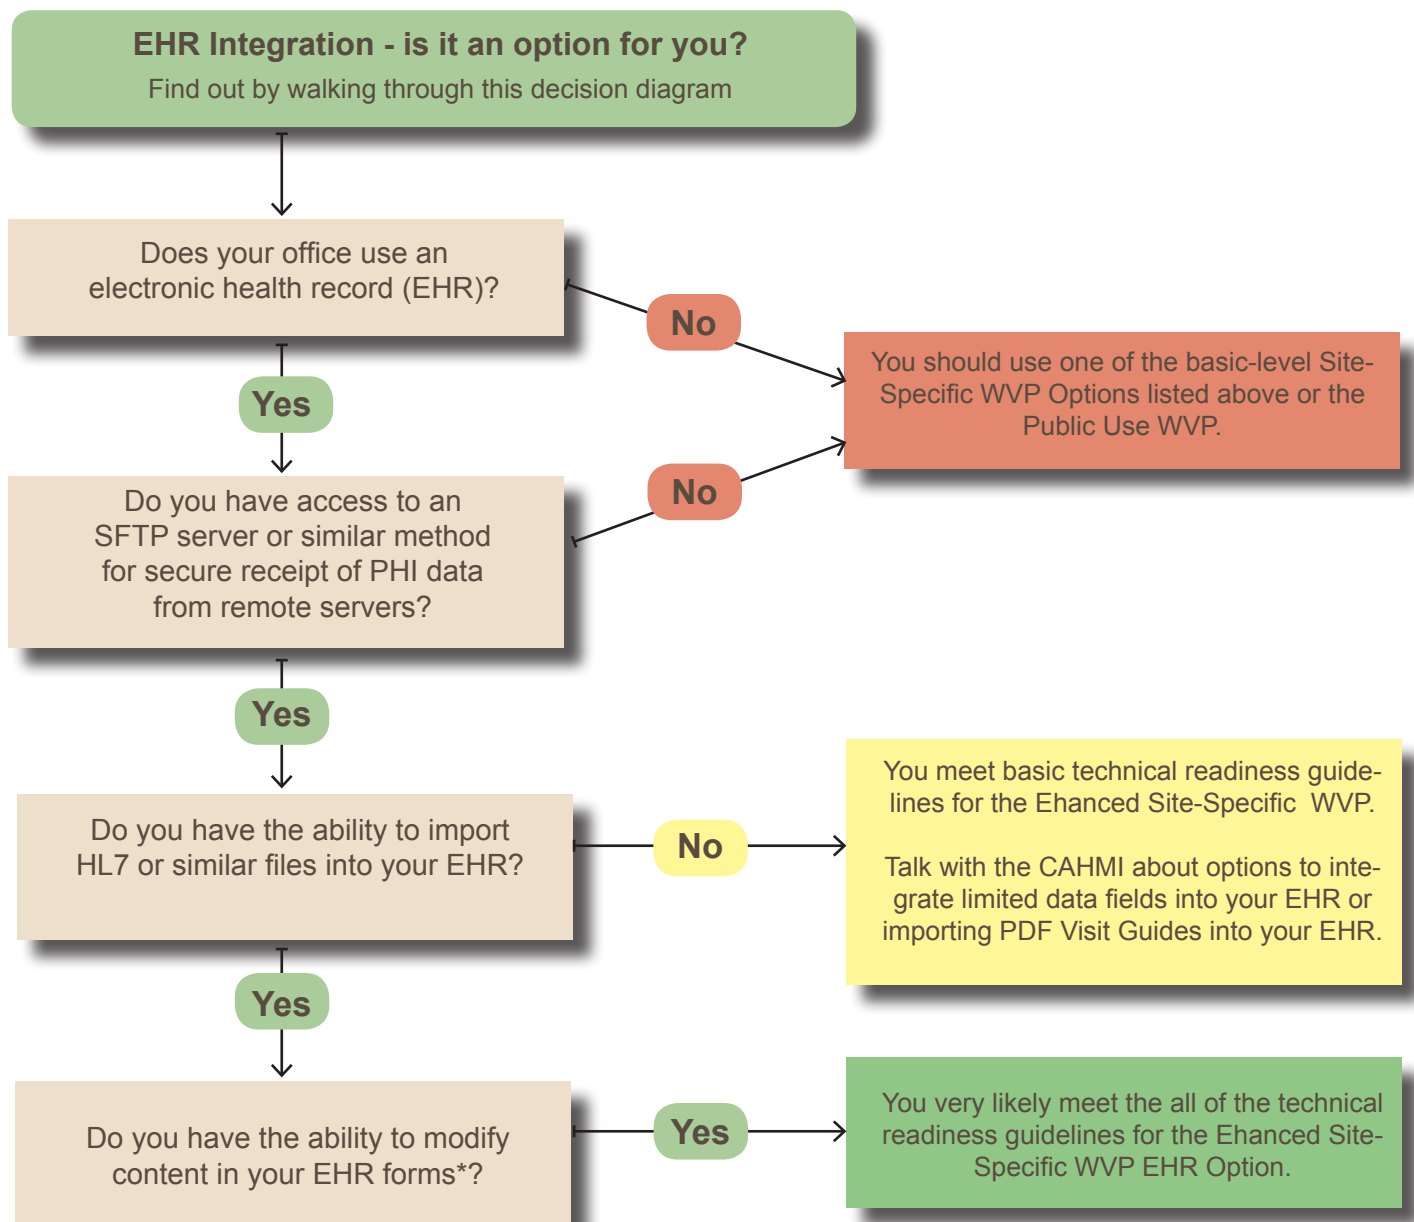 EHR Integration - is it an option for you?
Find out by walking through this decision diagram
Does your office use an
electronic health record (EHR)?
No
You should use one of the basic-level Site-
Specific WVP Options listed above or the
Public Use WVP.
Yes
No
Do you have access to an
SFTP server or similar method
for secure receipt of PHI data
from remote servers?
Yes
Do you have the ability to import
HL7 or similar files into your EHR?
No
You meet basic technical readiness guide-
lines for the Ehanced Site-Specific WVP.
Talk with the CAHMI about options to inte-
grate limited data fields into your EHR or
importing PDF Visit Guides into your EHR.
Yes
Do you have the ability to modify
content in your EHR forms*?
Yes
You very likely meet the all of the technical
readiness guidelines for the Ehanced Site-
Specific WVP EHR Option.